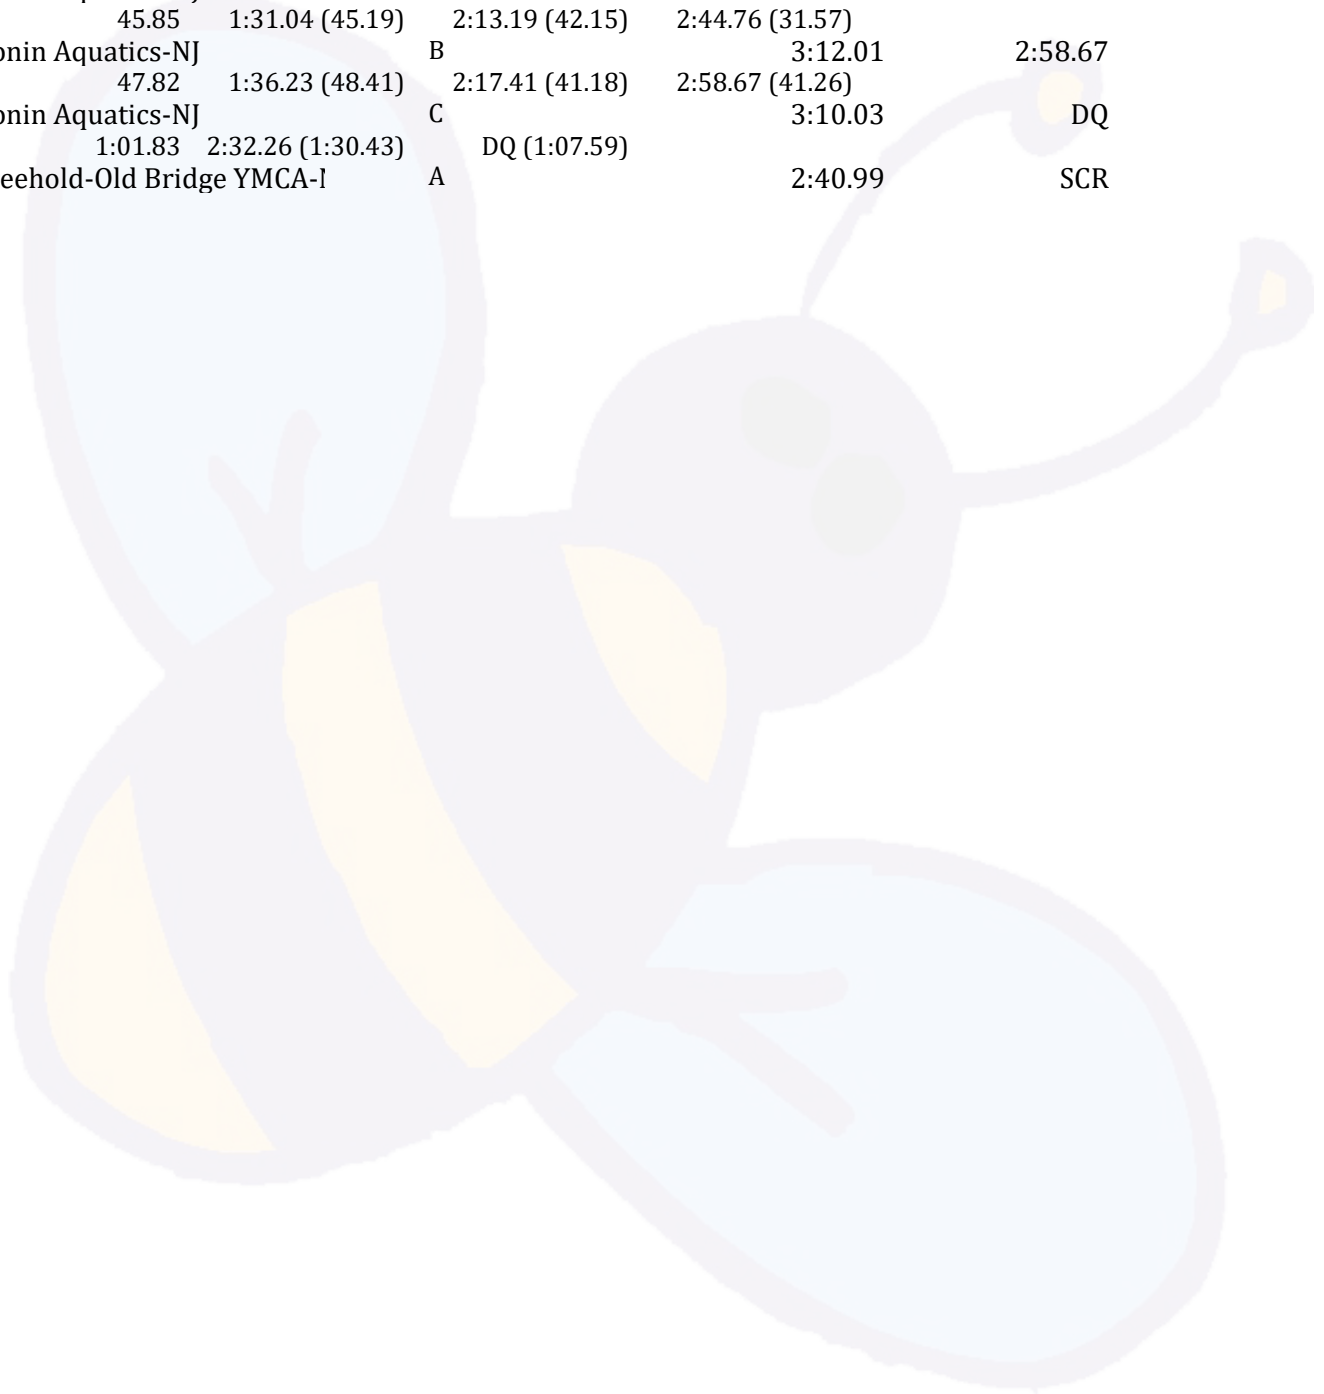 45.85 1:31.04 (45.19) 2:13.19 (42.15) 2:44.76 (31.57)
onin Aquatics-NJ B 3:12.01 2:58.67
47.82 1:36.23 (48.41) 2:17.41 (41.18) 2:58.67 (41.26)
onin Aquatics-NJ C 3:10.03 DQ
1:01.83 2:32.26 (1:30.43) DQ (1:07.59)
eehold-Old Bridge YMCA- A 2:40.99 SCR